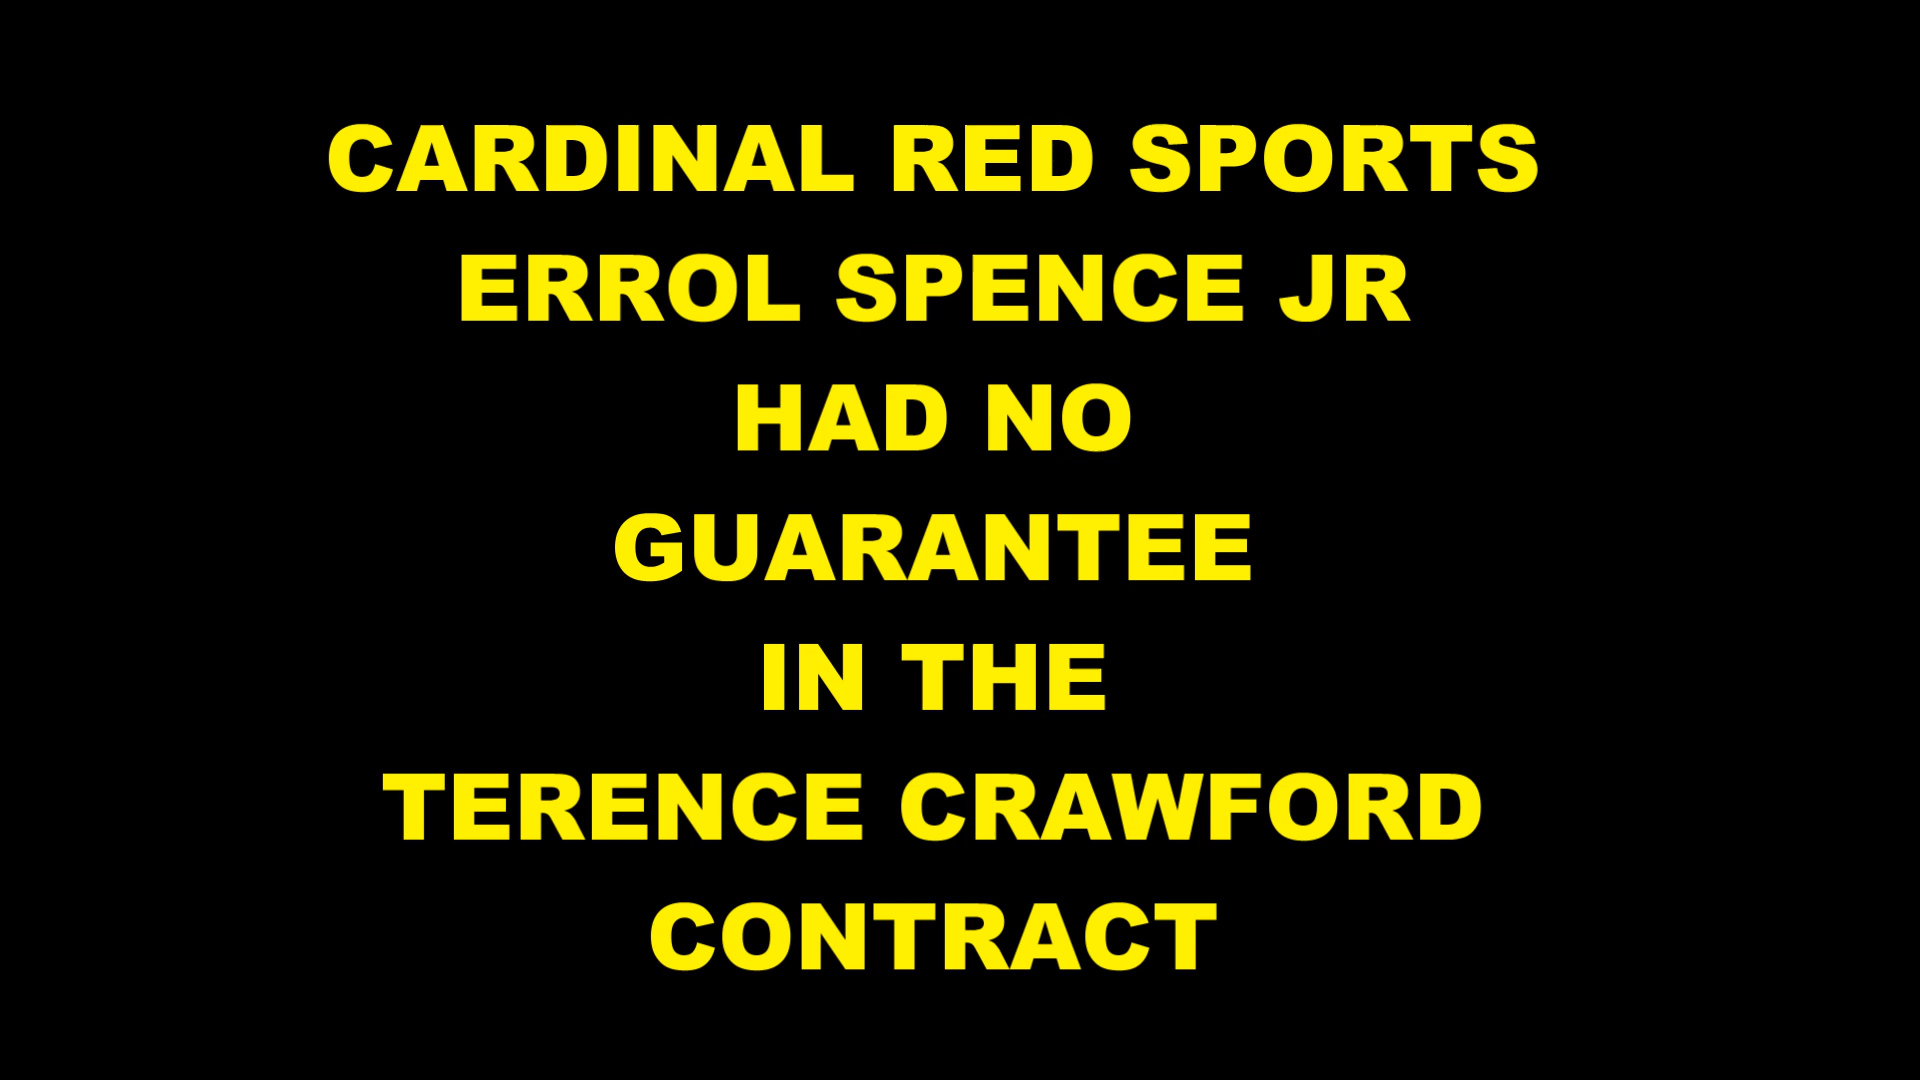 CARDINAL RED SPORTS
ERROL SPENCE JR
HAD NO
GUARANTEE
IN THE
TERENCE CRAWFORD
CONTRACT